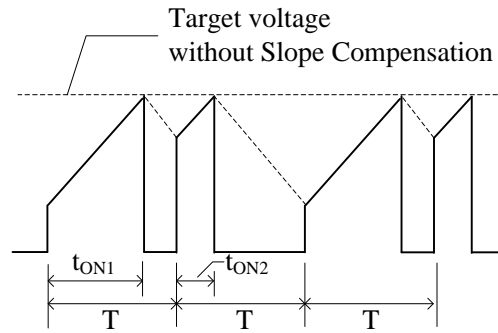 Target voltage
without Slope Compensation
tON1
tON2
T
T
T